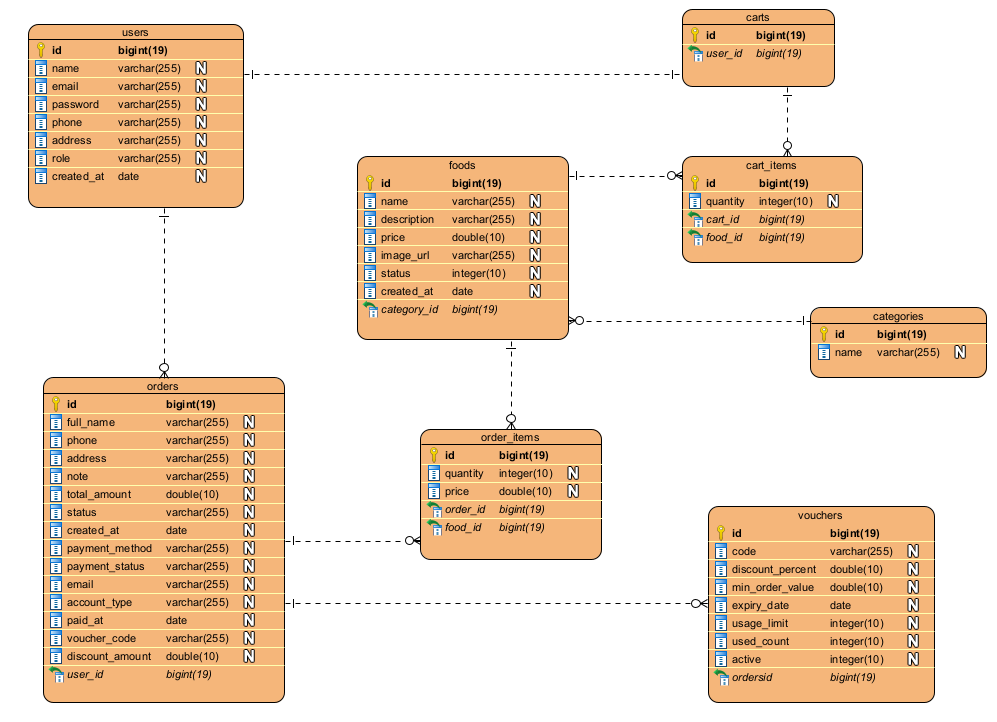 users
id bigint(19)
name varchar(255) N
email varchar(255) N
password varchar(255) N
phone varchar(255) N
address varchar(255) N
role varchar(255) N
created_at date N
carts
id bigint(19)
user_id bigint(19)
foods
id bigint(19)
name varchar(255) N
description varchar(255) N
price double(10) N
image_url varchar(255) N
status integer(10) N
created_at date N
category_id bigint(19)
cart_items
id bigint(19)
quantity integer(10) N
cart_id bigint(19)
food_id bigint(19)
categories
id bigint(19)
name varchar(255) N
orders
id bigint(19)
full_name varchar(255) N
phone varchar(255) N
address varchar(255) N
note varchar(255) N
total_amount double(10) N
status varchar(255) N
created_at date N
payment_method varchar(255) N
payment_status varchar(255) N
email varchar(255) N
account_type varchar(255) N
paid_at date N
voucher_code varchar(255) N
discount_amount double(10) N
user_id bigint(19)
order_items
id bigint(19)
quantity integer(10) N
price double(10) N
order_id bigint(19)
food_id bigint(19)
vouchers
id bigint(19)
code varchar(255) N
discount_percent double(10) N
min_order_value double(10) N
expiry_date date N
usage_limit integer(10) N
used_count integer(10) N
active integer(10) N
ordersid bigint(19)